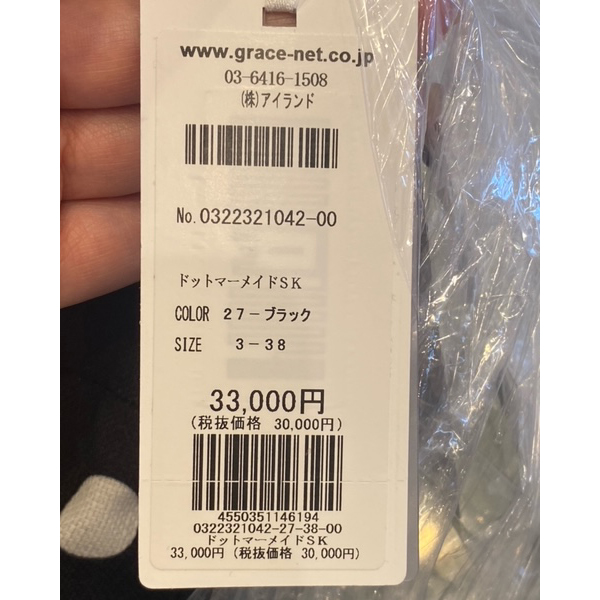 www.grace-net.co.jp
03-6416-1508
(株)アイランド
No.0322321042-00
ドットマーメイドSK
COLOR 27-ブラック
SIZE 3-38
33,000円
(税抜価格 30,000円)
4550351146194
0322321042-27-38-00
ドットマーメイドSK
33,000円 (税抜価格 30,000円)